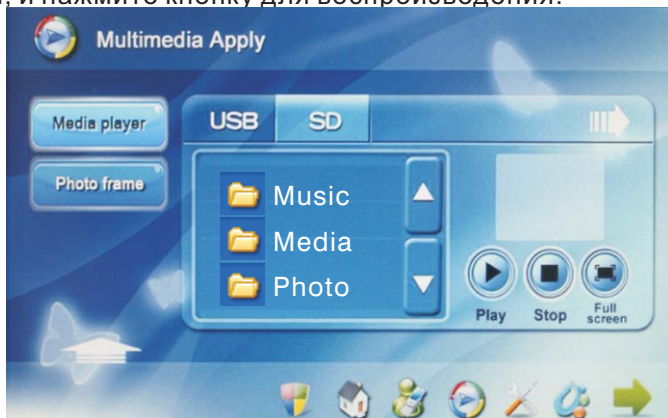 , и нажмите кнопку для воспроизведения.
Multimedia Apply
Media player
USB
SD
Photo frame
Music
Media
Photo
Play
Stop
Full
screen